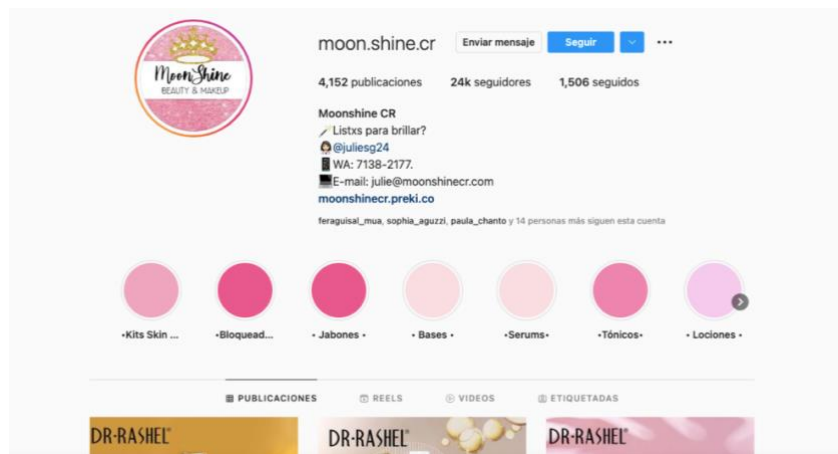 MoonShine
BEAUTY & MAKEUP
moon.shine.cr Enviar mensaje Seguir
4,152 publicaciones 24k seguidores 1,506 seguidos
Moonshine CR
Listxs para brillar?
@juliesg24
WA: 7138-2177.
E-mail: julie@moonshinecr.com
moonshinecr.preki.co
feraguisal_mua, sophia_aguzzi, paula_chanto y 14 personas más siguen esta cuenta
•Kits Skin ... •Bloquead... • Jabones • • Bases • •Serums• •Tónicos• • Lociones •
PUBLICACIONES REELS VIDEOS ETIQUETADAS
DR·RASHEL® DR·RASHEL® DR·RASHEL®